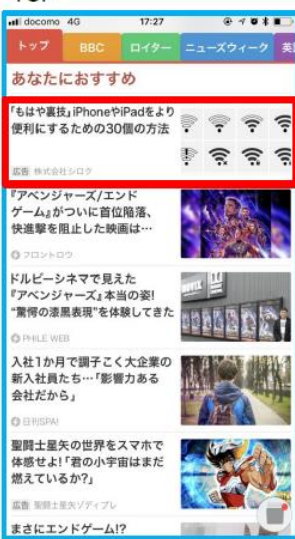 docomo 4G 17:27
トップ BBC ロイター ニューズウィーク 英
あなたにおすすめ
「もはや裏技」iPhoneやiPadをより
便利にするための30個の方法
広告 株式会社シロク
『アベンジャーズ/エンド
ゲーム』がついに首位陥落、
快進撃を阻止した映画は…
フロントロウ
ドルビーシネマで見えた
『アベンジャーズ』本当の姿!
“驚愕の漆黒表現”を体験してきた
PHILE WEB
入社1か月で調子こく大企業の
新入社員たち…「影響力ある
会社だから」
日刊SPA!
聖闘士星矢の世界をスマホで
体感せよ!「君の小宇宙はまだ
燃えているか?」
広告 聖闘士星矢ゾディブレ
まさにエンドゲーム!?